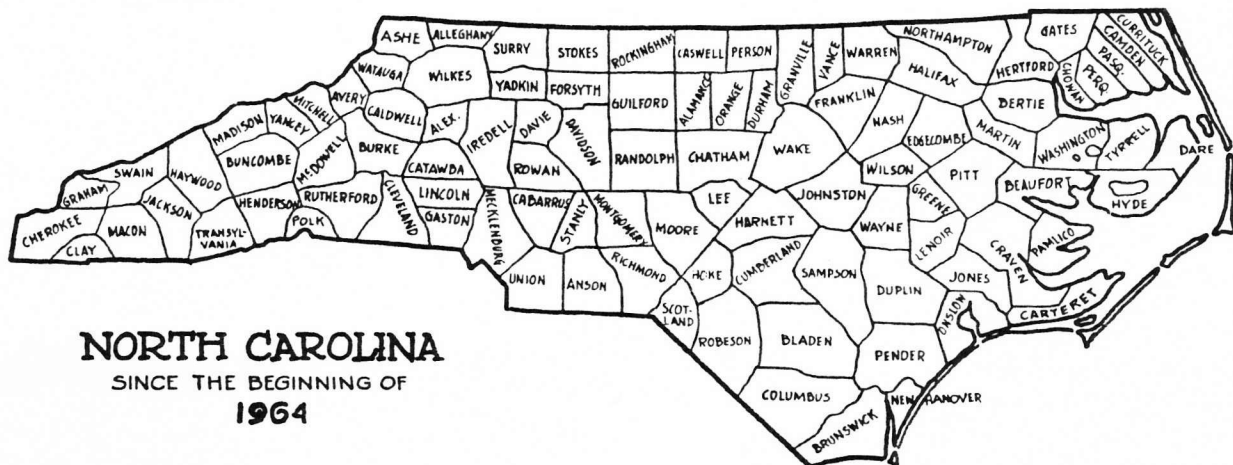 ASHE
ALLEGHANY
SURRY
STOKES
ROCKINGHAM
CASWELL
PERSON
GRANVILLE
VANCE
WARREN
NORTHAMPTON
GATES
CURRITUCK
CAMDEN
PASQ.
PERQ.
CHOWAN
HERTFORD
HALIFAX
WATAUGA
WILKES
YADKIN
FORSYTH
GUILFORD
ALAMANCE
ORANGE
DURHAM
FRANKLIN
BERTIE
MITCHELL
AVERY
CALDWELL
ALEX.
IREDELL
DAVIE
DAVIDSON
NASH
EDGECOMBE
MARTIN
WASHINGTON
TYRRELL
DARE
MADISON
YANCEY
BURKE
CATAWBA
ROWAN
RANDOLPH
CHATHAM
WAKE
WILSON
PITT
BEAUFORT
HYDE
BUNCOMBE
MCDOWELL
SWAIN
HAYWOOD
GRAHAM
JACKSON
HENDERSON
RUTHERFORD
CLEVELAND
LINCOLN
GASTON
MECKLENBURG
CABARRUS
STANLY
MONTGOMERY
MOORE
LEE
HARNETT
JOHNSTON
WAYNE
GREENE
LENOIR
CRAVEN
PAMLICO
CHEROKEE
CLAY
MACON
TRANSYL-
VANIA
POLK
UNION
ANSON
RICHMOND
HOKE
CUMBERLAND
SAMPSON
DUPLIN
JONES
ONSLOW
CARTERET
SCOT-
LAND
ROBESON
BLADEN
PENDER
COLUMBUS
NEW HANOVER
BRUNSWICK
NORTH CAROLINA
SINCE THE BEGINNING OF
1964